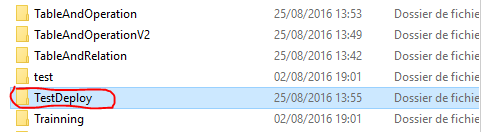 TableAndOperation 25/08/2016 13:53 Dossier de fichie
TableAndOperationV2 25/08/2016 13:49 Dossier de fichie
TableAndRelation 25/08/2016 13:42 Dossier de fichie
test 02/08/2016 19:01 Dossier de fichie
TestDeploy 25/08/2016 13:55 Dossier de fichie
Trainning 02/08/2016 19:01 Dossier de fichie